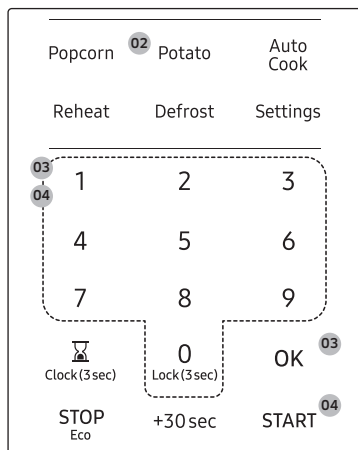 Popcorn 02 Potato Auto
Cook
Reheat Defrost Settings
03
04
1 2 3
4 5 6
7 8 9
0 OK 03
Clock (3 sec) Lock (3 sec)
STOP +30 sec START 04
Eco